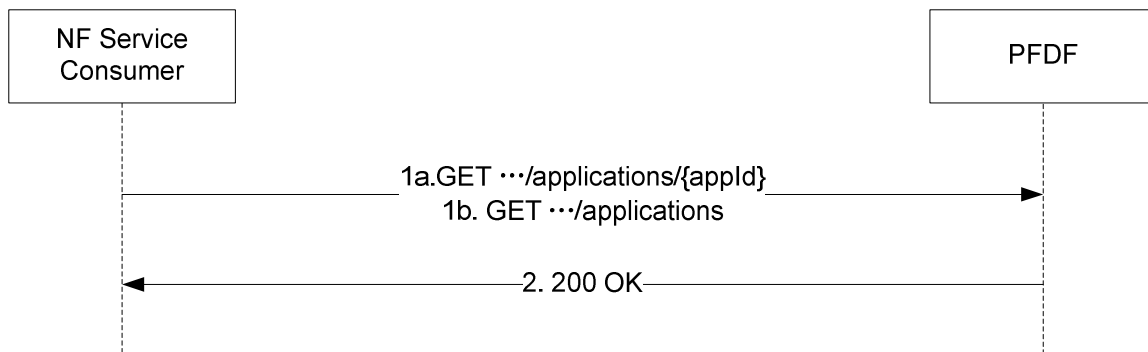 NF Service
Consumer
PFDF
1a.GET ···/applications/{appId}
1b. GET ···/applications
2. 200 OK